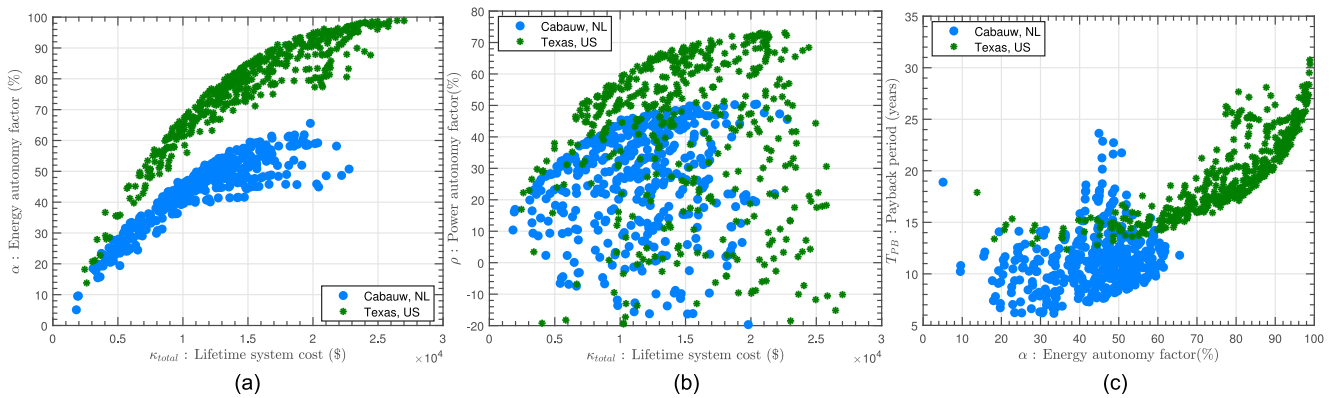 α : Energy autonomy factor (%)
100
90
80
70
60
50
40
30
20
10
0
0 0.5 1 1.5 2 2.5 3
×10⁴
κtotal : Lifetime system cost ($)
Cabauw, NL
Texas, US
(a)
ρ : Power autonomy factor(%)
80
70
60
50
40
30
20
10
0
-10
-20
0 0.5 1 1.5 2 2.5 3
×10⁴
κtotal : Lifetime system cost ($)
Cabauw, NL
Texas, US
(b)
TPB : Payback period (years)
35
30
25
20
15
10
5
0 10 20 30 40 50 60 70 80 90 100
α : Energy autonomy factor(%)
Cabauw, NL
Texas, US
(c)